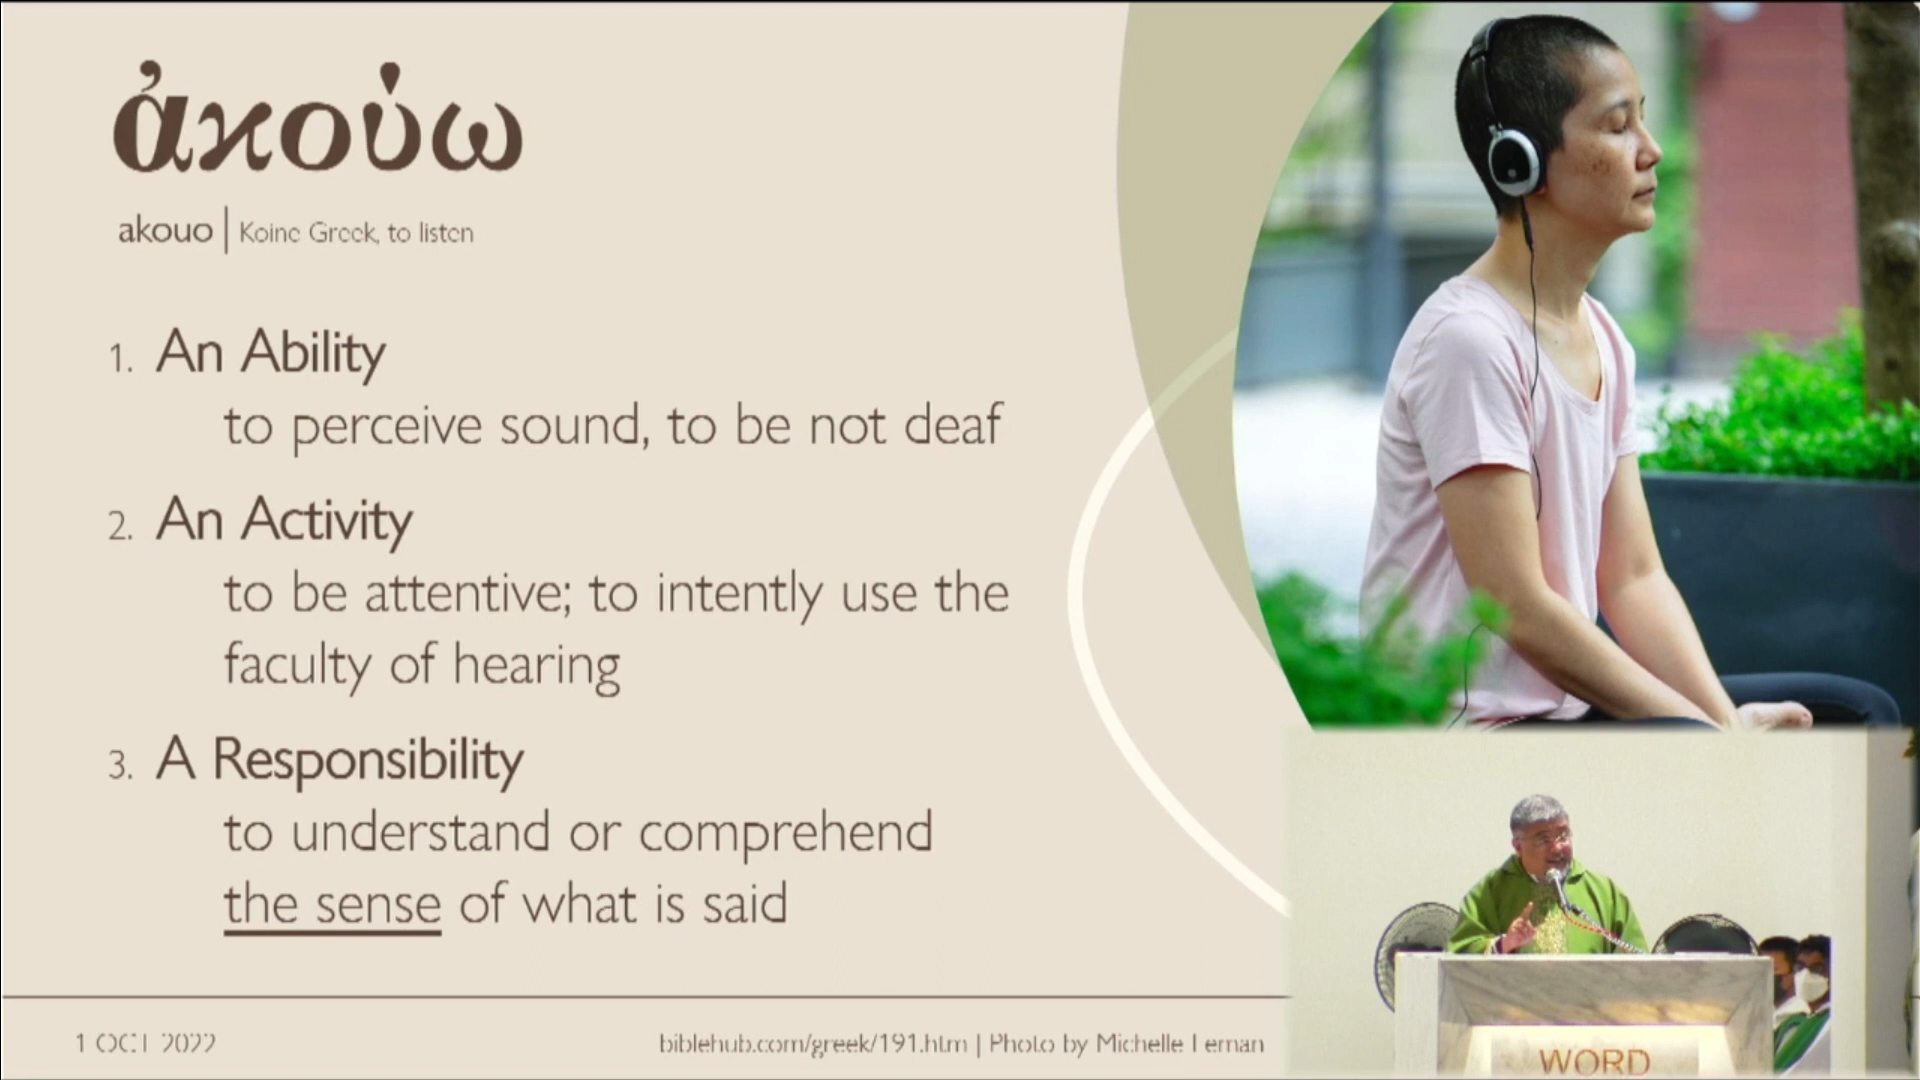 ἀκούω
akouo | Koine Greek, to listen
1. An Ability
to perceive sound, to be not deaf
2. An Activity
to be attentive; to intently use the
faculty of hearing
3. A Responsibility
to understand or comprehend
the sense of what is said
1 OCT 2022
biblehub.com/greek/191.htm | Photo by Michelle Leman
WORD